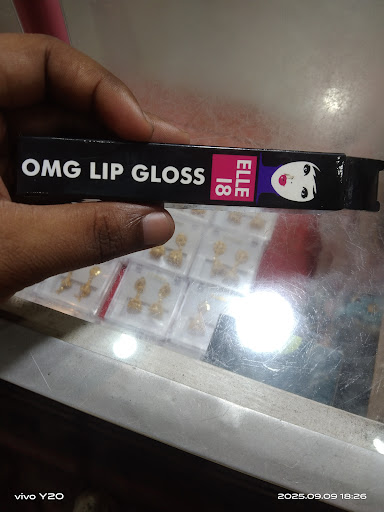 OMG LIP GLOSS
ELLE
18
vivo Y20
2025.09.09 18:26